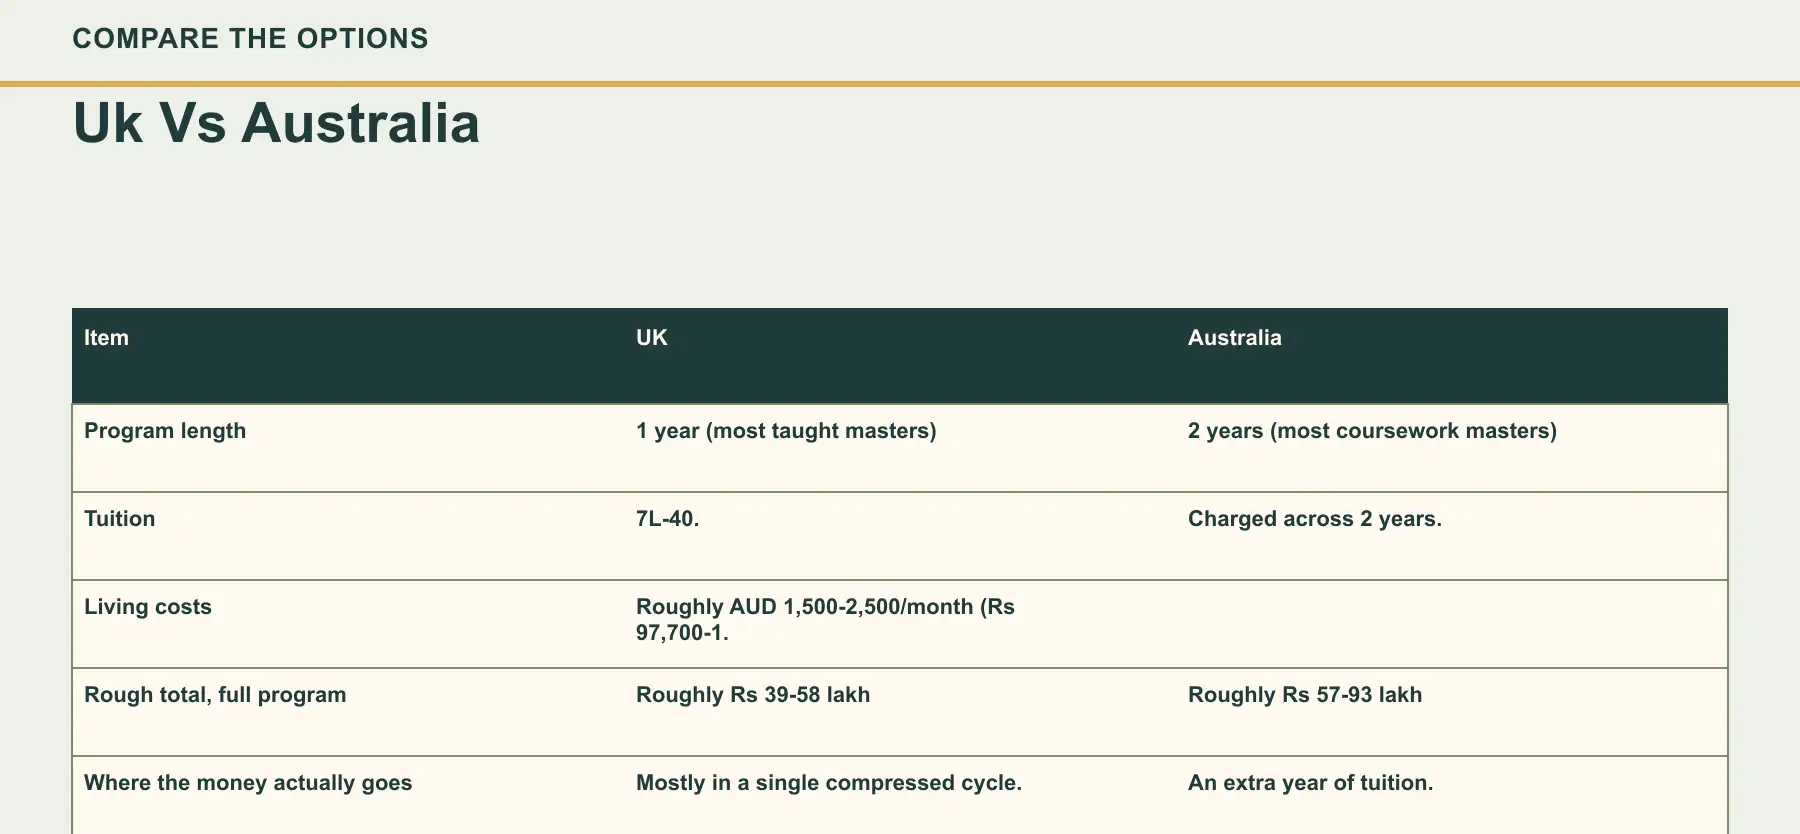 COMPARE THE OPTIONS
Uk Vs Australia
Item UK Australia
Program length 1 year (most taught masters) 2 years (most coursework masters)
Tuition 7L-40. Charged across 2 years.
Living costs Roughly AUD 1,500-2,500/month (Rs
97,700-1.
Rough total, full program Roughly Rs 39-58 lakh Roughly Rs 57-93 lakh
Where the money actually goes Mostly in a single compressed cycle. An extra year of tuition.